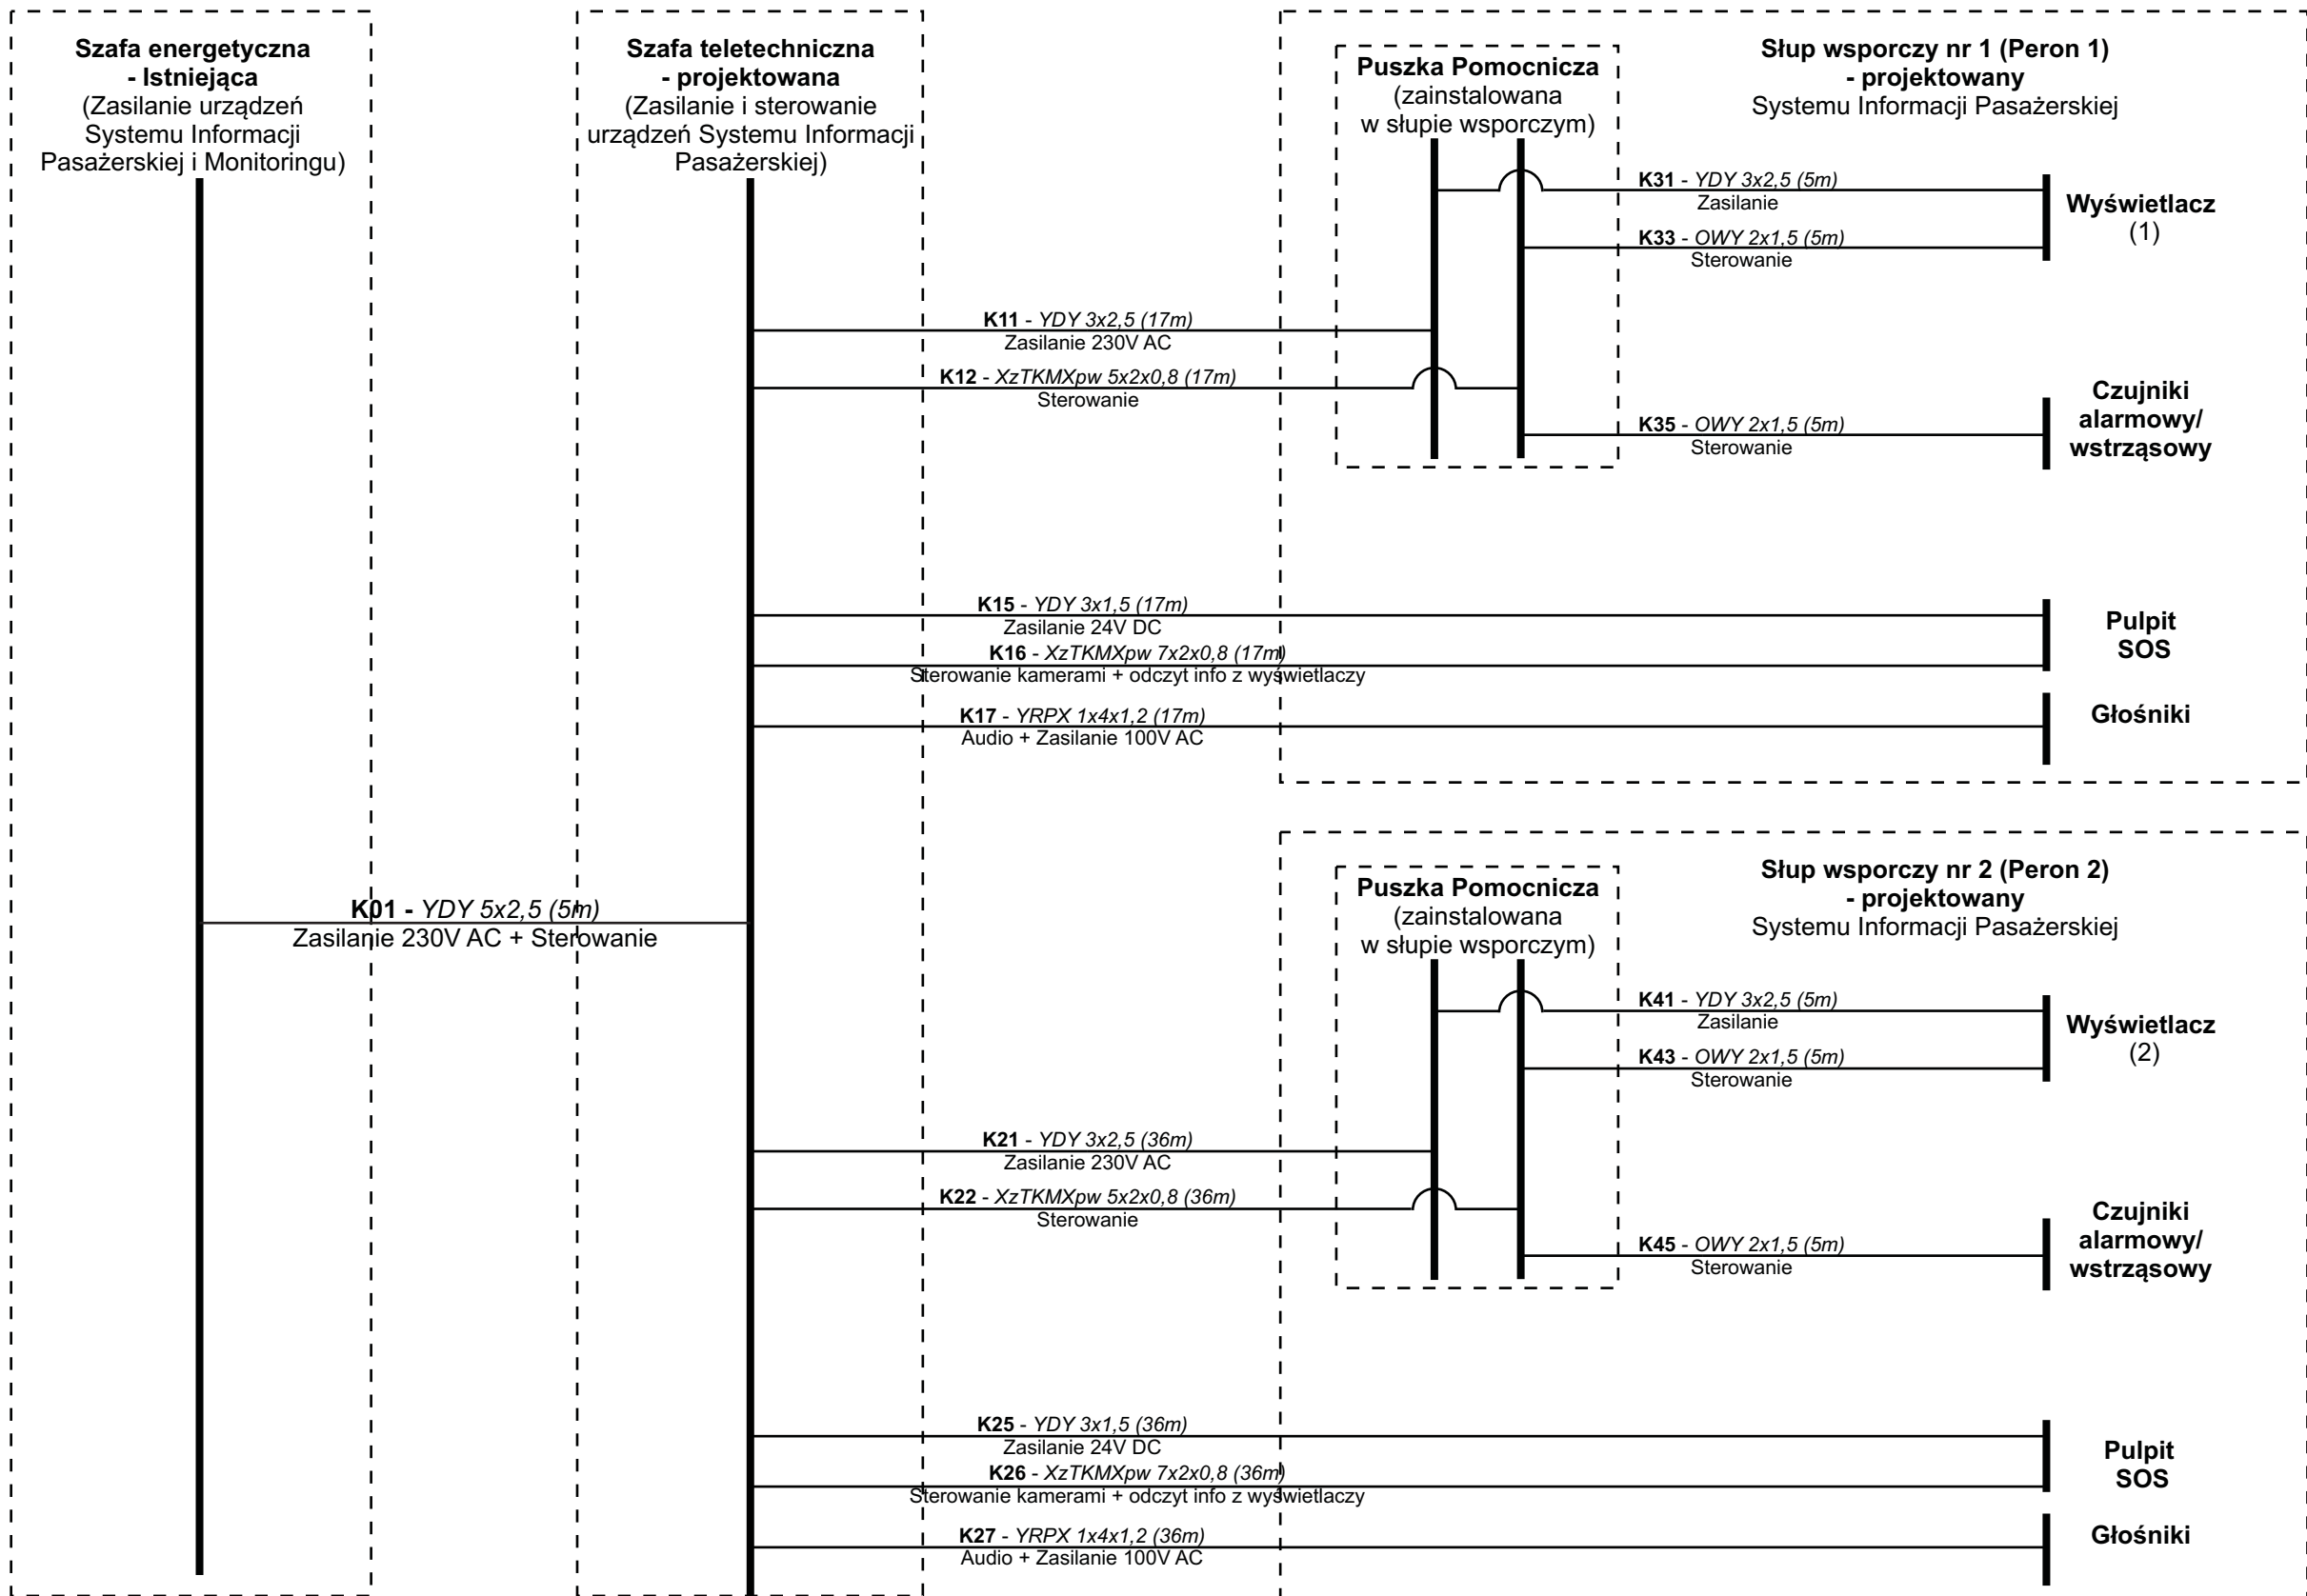 Szafa energetyczna
- Istniejąca
(Zasilanie urządzeń
Systemu Informacji
Pasażerskiej i Monitoringu)
Szafa teletechniczna
- projektowana
(Zasilanie i sterowanie
urządzeń Systemu Informacji
Pasażerskiej)
Puszka Pomocnicza
(zainstalowana
w słupie wsporczym)
Słup wsporczy nr 1 (Peron 1)
- projektowany
Systemu Informacji Pasażerskiej
K31 - YDY 3x2,5 (5m)
Zasilanie
K33 - OWY 2x1,5 (5m)
Sterowanie
Wyświetlacz
(1)
K11 - YDY 3x2,5 (17m)
Zasilanie 230V AC
K12 - XzTKMXpw 5x2x0,8 (17m)
Sterowanie
K35 - OWY 2x1,5 (5m)
Sterowanie
Czujniki
alarmowy/
wstrząsowy
K15 - YDY 3x1,5 (17m)
Zasilanie 24V DC
K16 - XzTKMXpw 7x2x0,8 (17m)
Sterowanie kamerami + odczyt info z wyświetlaczy
Pulpit
SOS
K17 - YRPX 1x4x1,2 (17m)
Audio + Zasilanie 100V AC
Głośniki
K01 - YDY 5x2,5 (5m)
Zasilanie 230V AC + Sterowanie
Puszka Pomocnicza
(zainstalowana
w słupie wsporczym)
Słup wsporczy nr 2 (Peron 2)
- projektowany
Systemu Informacji Pasażerskiej
K41 - YDY 3x2,5 (5m)
Zasilanie
K43 - OWY 2x1,5 (5m)
Sterowanie
Wyświetlacz
(2)
K21 - YDY 3x2,5 (36m)
Zasilanie 230V AC
K22 - XzTKMXpw 5x2x0,8 (36m)
Sterowanie
K45 - OWY 2x1,5 (5m)
Sterowanie
Czujniki
alarmowy/
wstrząsowy
K25 - YDY 3x1,5 (36m)
Zasilanie 24V DC
K26 - XzTKMXpw 7x2x0,8 (36m)
Sterowanie kamerami + odczyt info z wyświetlaczy
Pulpit
SOS
K27 - YRPX 1x4x1,2 (36m)
Audio + Zasilanie 100V AC
Głośniki